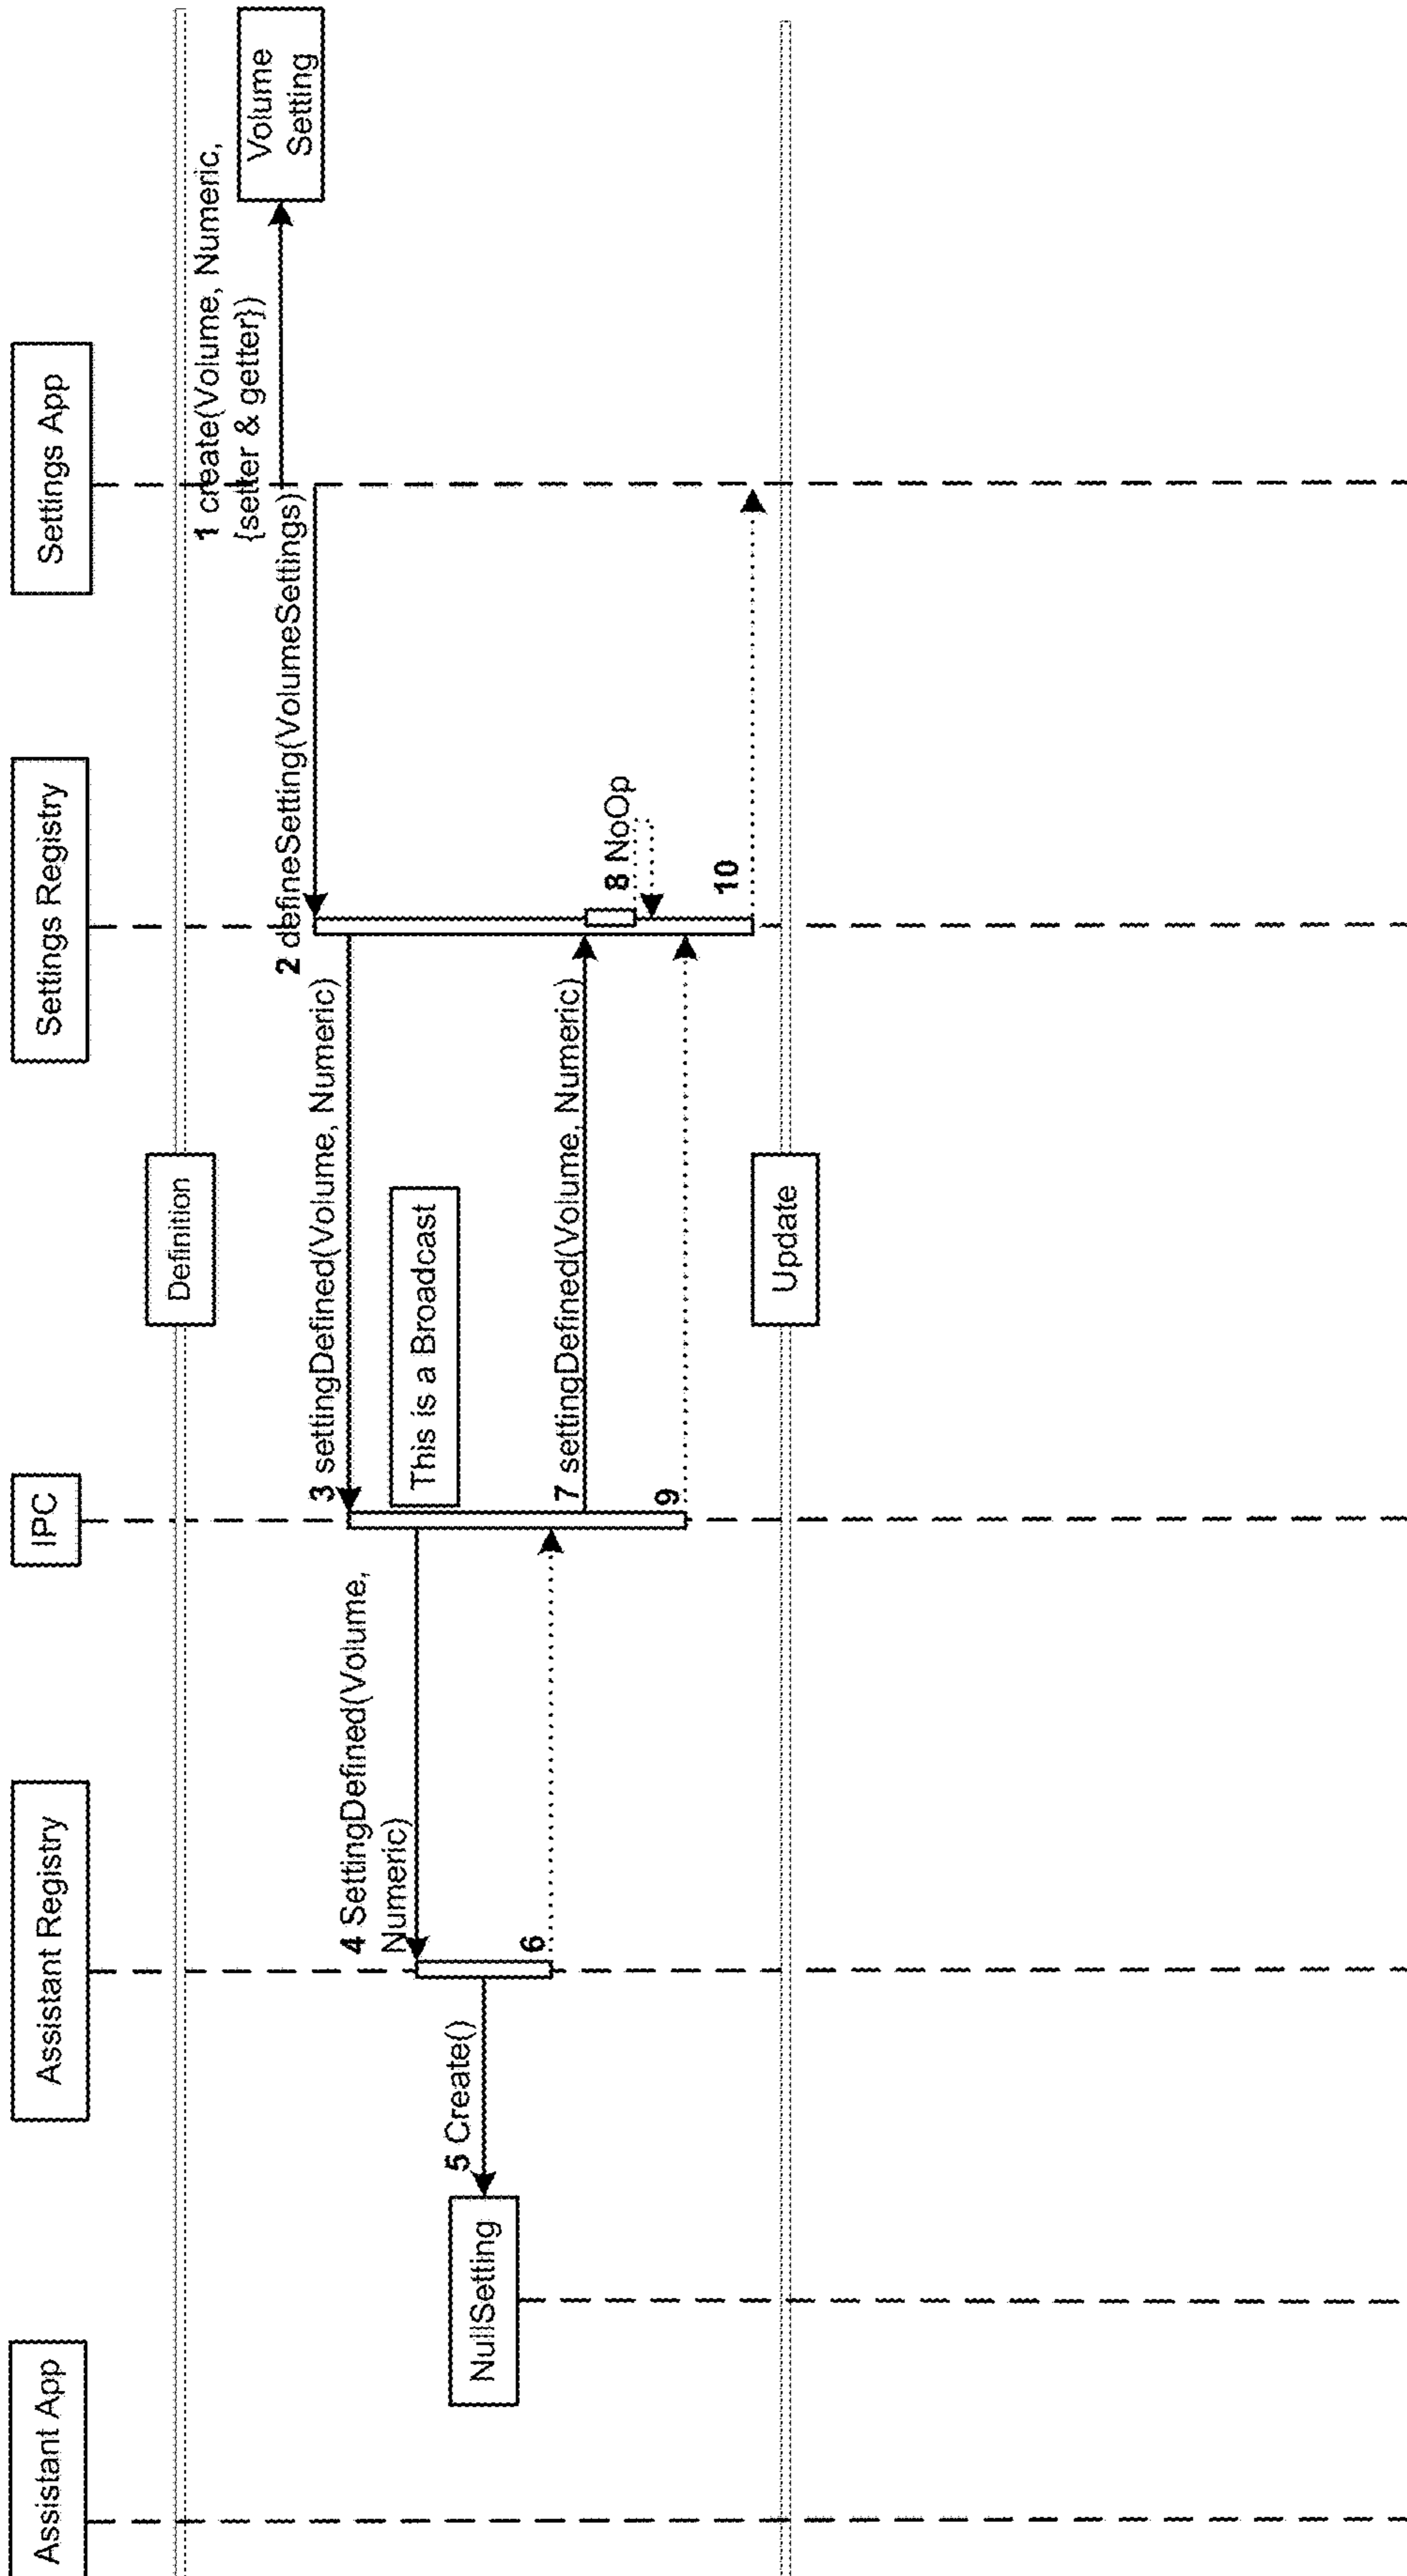 Assistant App
Assistant Registry
IPC
Settings Registry
Settings App
Definition
1 create(Volume, Numeric,
{setter & getter})
Volume
Setting
2 defineSetting(VolumeSettings)
3 settingDefined(Volume, Numeric)
This is a Broadcast
4 SettingDefined(Volume,
Numeric)
5 Create()
NullSetting
6
7 settingDefined(Volume, Numeric)
8 NoOp
9
10
Update